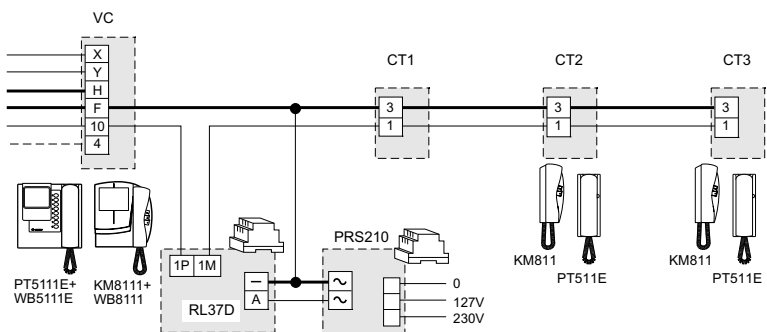 VC
X
Y
H
F
10
4
CT1
3
1
CT2
3
1
CT3
3
1
PT5111E+
WB5111E
KM8111+
WB8111
1P 1M
RL37D
—
A
PRS210
~
~
0
127V
230V
KM811
PT511E
KM811
PT511E